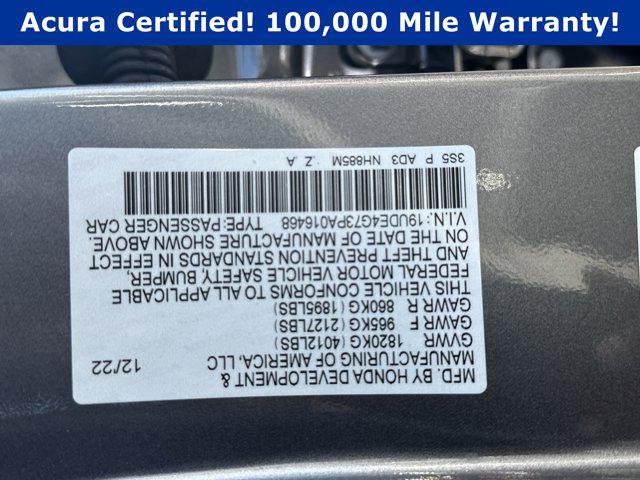 Acura Certified! 100,000 Mile Warranty!
MFD. BY HONDA DEVELOPMENT &
MANUFACTURING OF AMERICA, LLC 12/22
GVWR 1820KG (4012LBS)
GAWR F 965KG (2127LBS)
GAWR R 860KG (1895LBS)
THIS VEHICLE CONFORMS TO ALL APPLICABLE
FEDERAL MOTOR VEHICLE SAFETY, BUMPER,
AND THEFT PREVENTION STANDARDS IN EFFECT
ON THE DATE OF MANUFACTURE SHOWN ABOVE.
V.I.N.:19UDE4G73PA016468 TYPE:PASSENGER CAR
3S5 P AD3 NH885M .Z .A